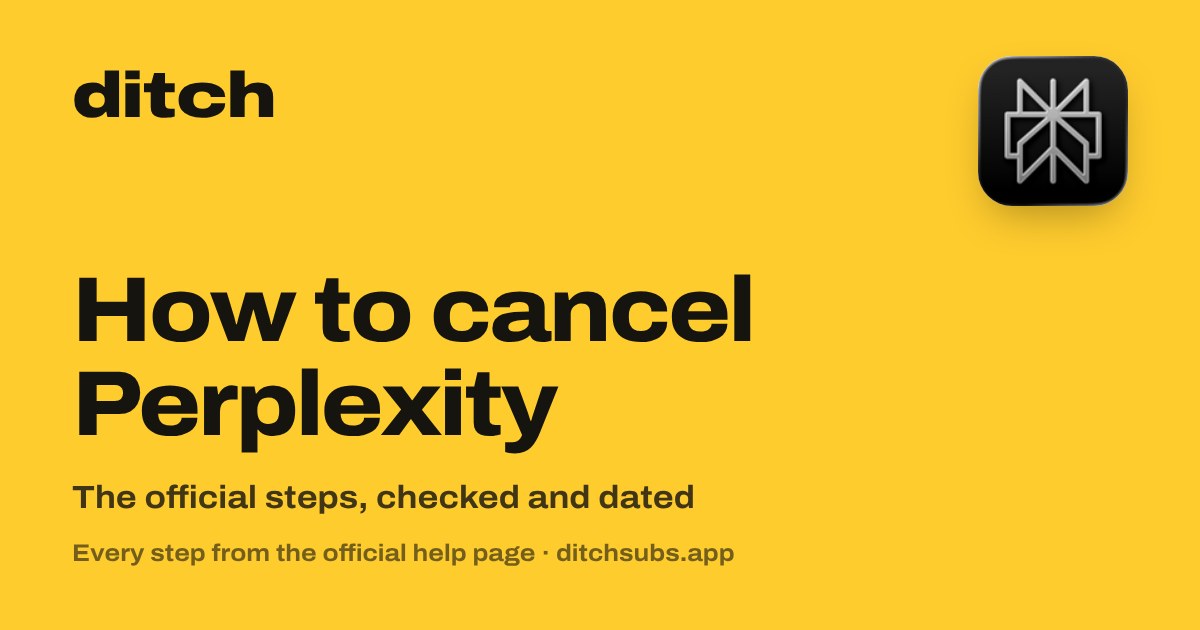 ditch
How to cancel
Perplexity
The official steps, checked and dated
Every step from the official help page · ditchsubs.app